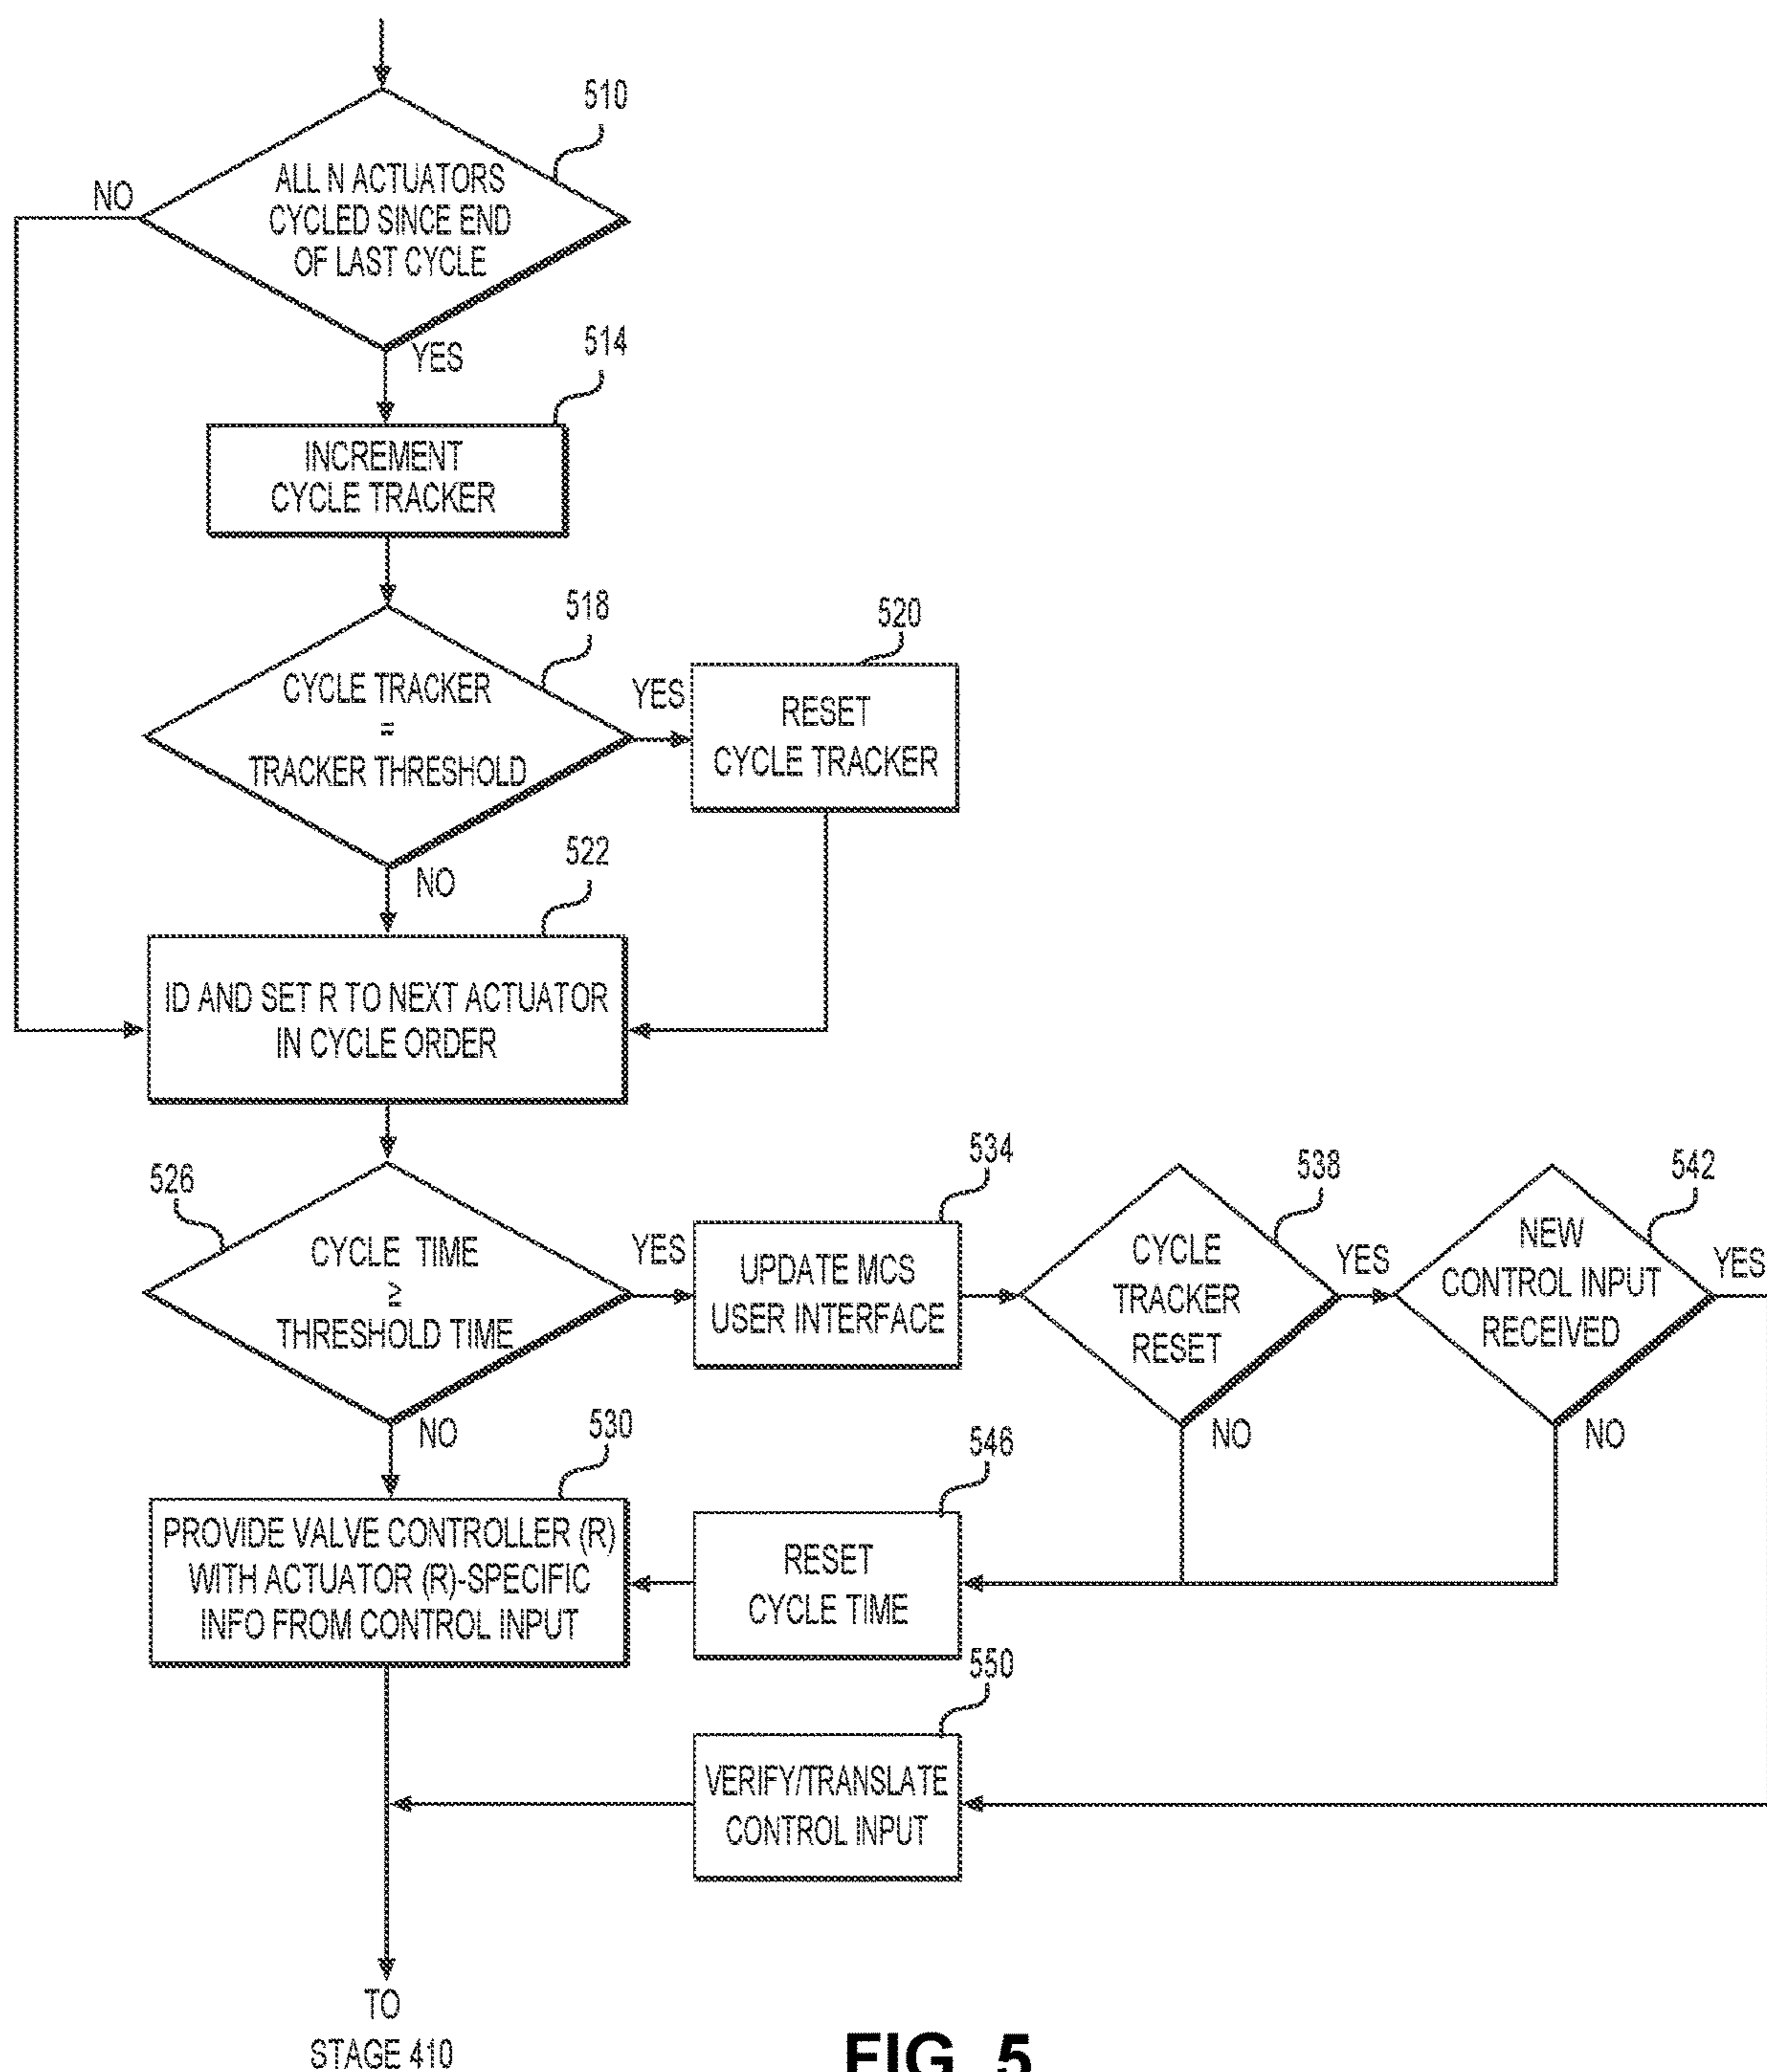 510
ALL N ACTUATORS
CYCLED SINCE END
OF LAST CYCLE
NO
YES
514
INCREMENT
CYCLE TRACKER
518
CYCLE TRACKER
=
TRACKER THRESHOLD
YES
NO
520
RESET
CYCLE TRACKER
522
ID AND SET R TO NEXT ACTUATOR
IN CYCLE ORDER
526
CYCLE TIME
≥
THRESHOLD TIME
YES
NO
534
UPDATE MCS
USER INTERFACE
538
CYCLE
TRACKER
RESET
YES
NO
542
NEW
CONTROL INPUT
RECEIVED
YES
NO
530
PROVIDE VALVE CONTROLLER (R)
WITH ACTUATOR (R)-SPECIFIC
INFO FROM CONTROL INPUT
546
RESET
CYCLE TIME
550
VERIFY/TRANSLATE
CONTROL INPUT
TO
STAGE 410
FIG. 5